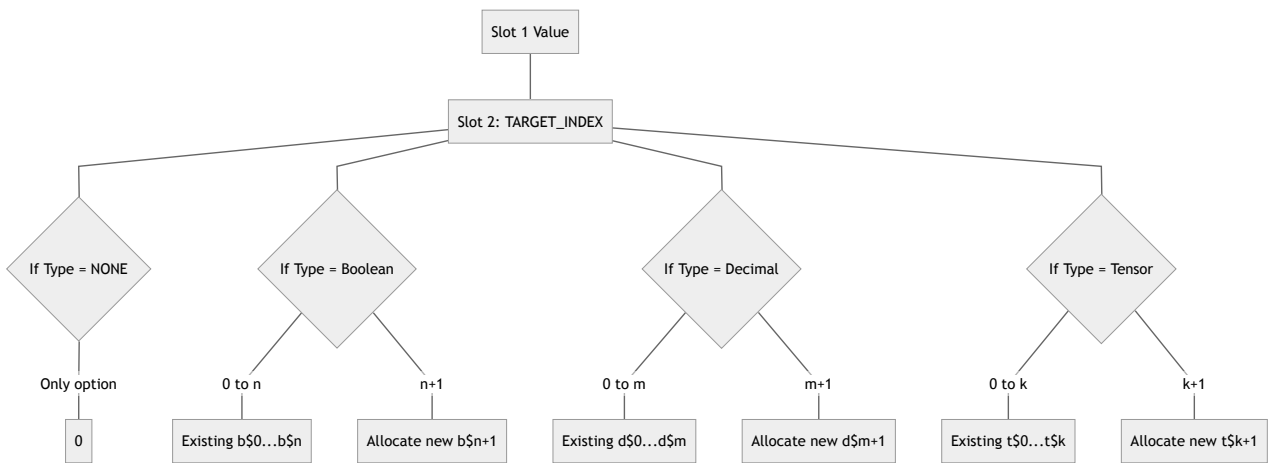 Slot 1 Value
Slot 2: TARGET_INDEX
If Type = NONE
If Type = Boolean
If Type = Decimal
If Type = Tensor
Only option
0 to n
n+1
0 to m
m+1
0 to k
k+1
0
Existing b$0...b$n
Allocate new b$n+1
Existing d$0...d$m
Allocate new d$m+1
Existing t$0...t$k
Allocate new t$k+1